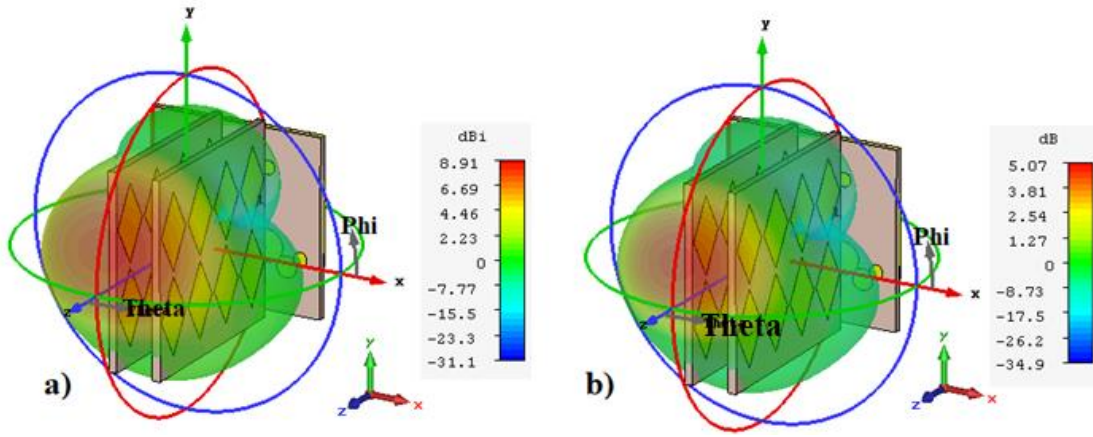 Y
dBi
8.91
6.69
4.46
2.23
0
-7.77
-15.5
-23.3
-31.1
Phi
x
Theta
z
y
z
x
a)
Y
dB
5.07
3.81
2.54
1.27
0
-8.73
-17.5
-26.2
-34.9
Phi
x
z
Theta
y
z
x
b)